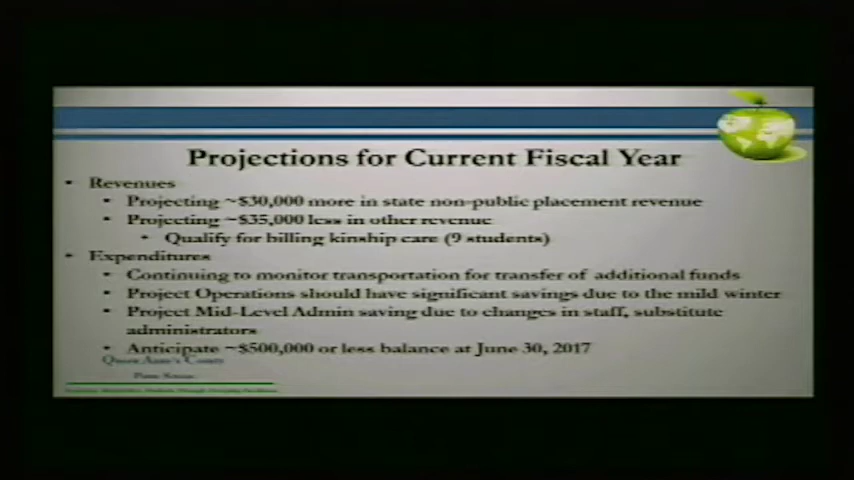 Projections for Current Fiscal Year
• Revenues
• Projecting ~$30,000 more in state non-public placement revenue
• Projecting ~$35,000 less in other revenue
• Qualify for billing kinship care (9 students)
• Expenditures
• Continuing to monitor transportation for transfer of additional funds
• Project Operations should have significant savings due to the mild winter
• Project Mid-Level Admin saving due to changes in staff, substitute
administrators
• Anticipate ~$500,000 or less balance at June 30, 2017
Queen Anne's County